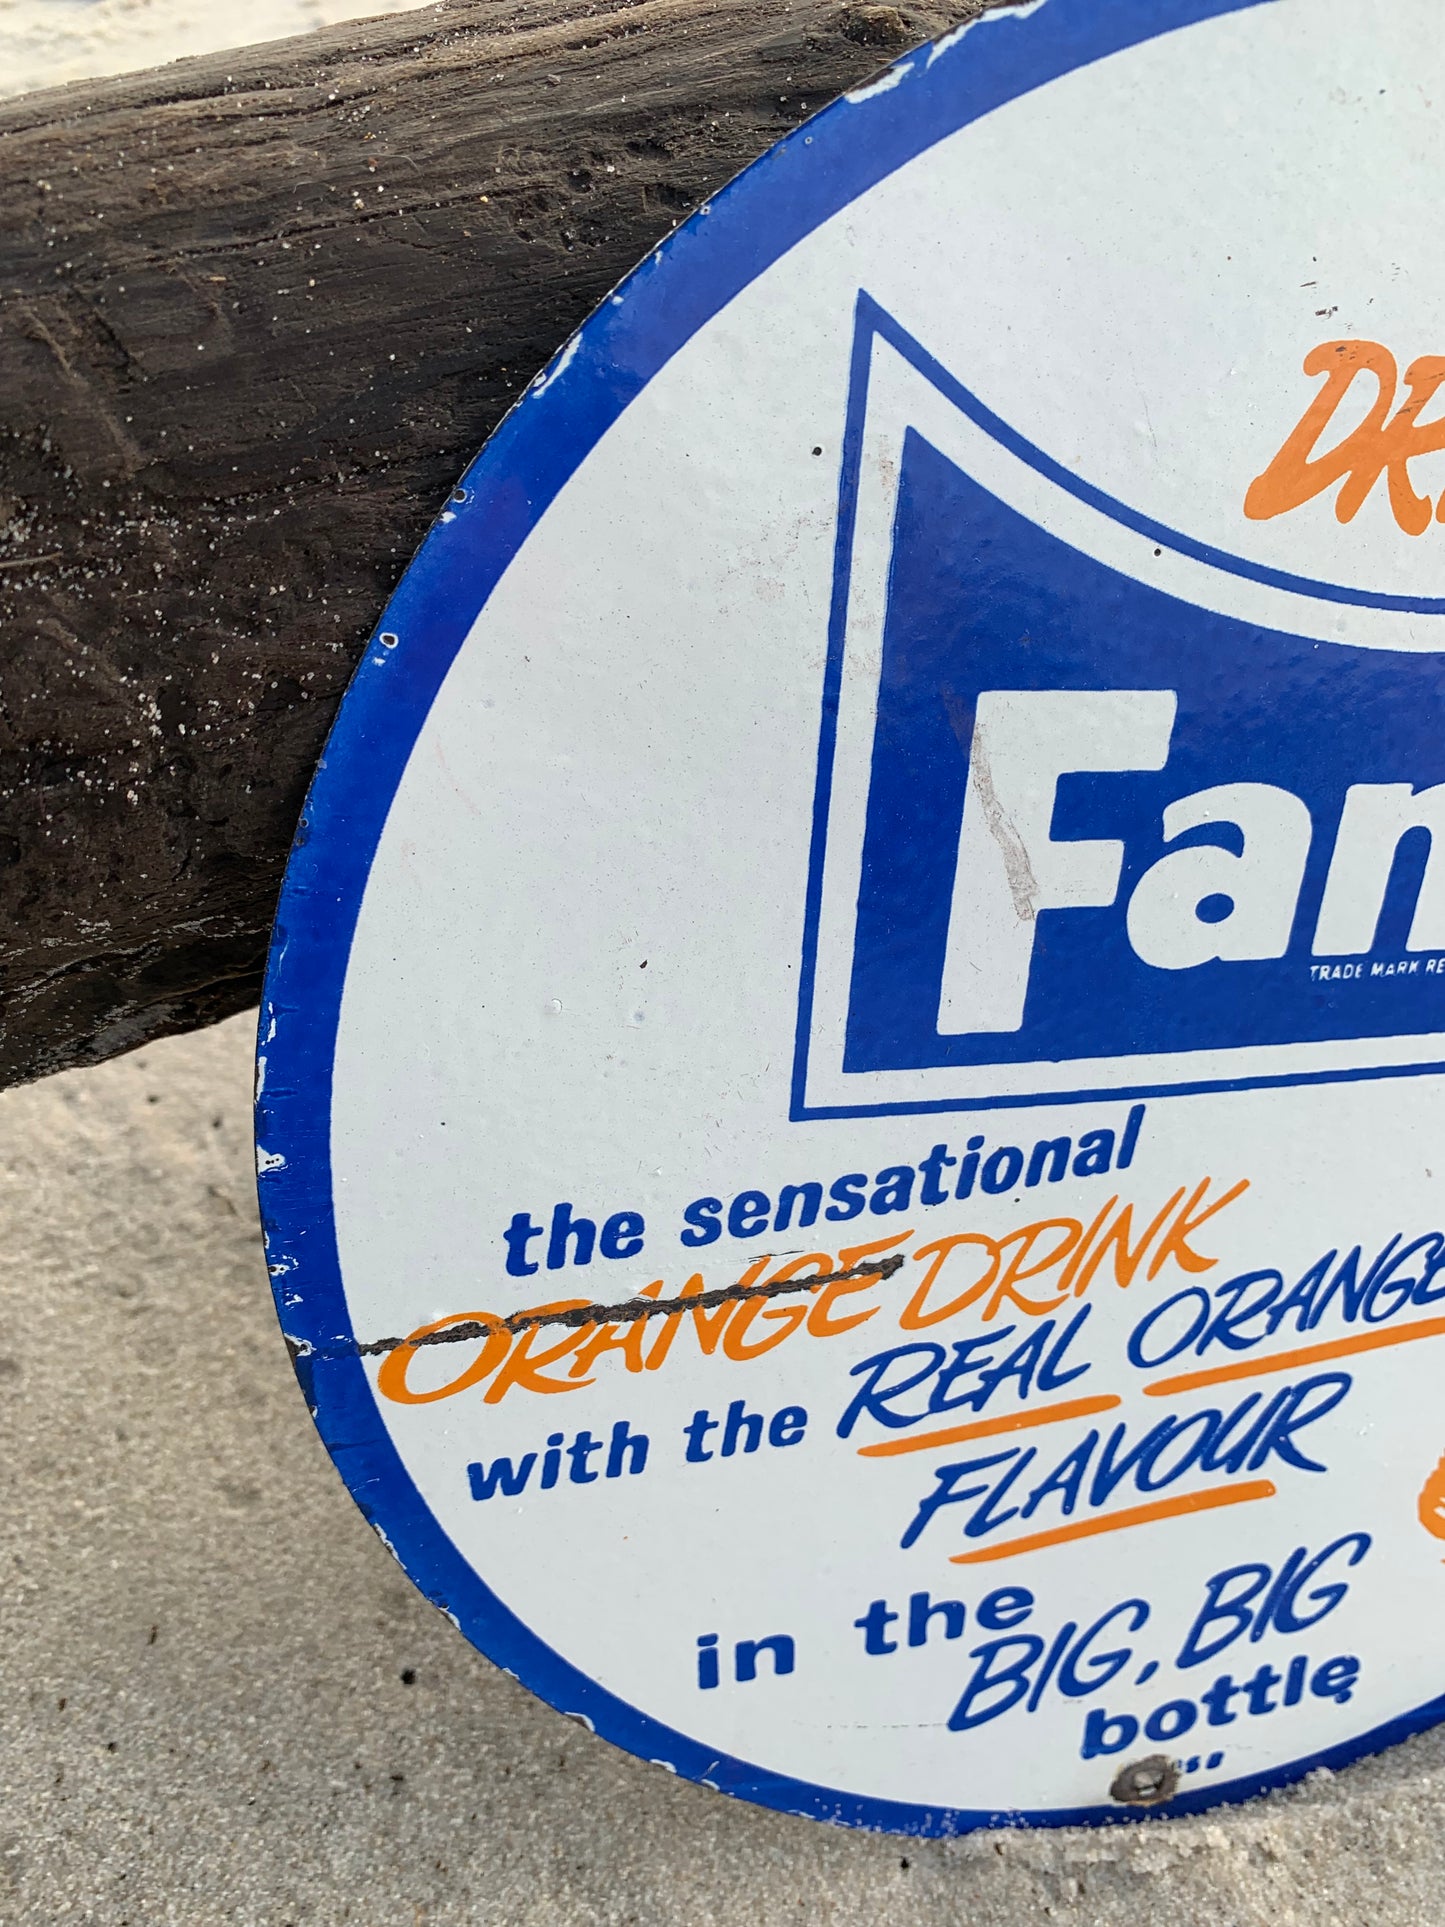 DR
Fan
TRADE MARK RE
the sensational
ORANGE DRINK
with the REAL ORANGE
FLAVOUR
in the
BIG, BIG
bottle